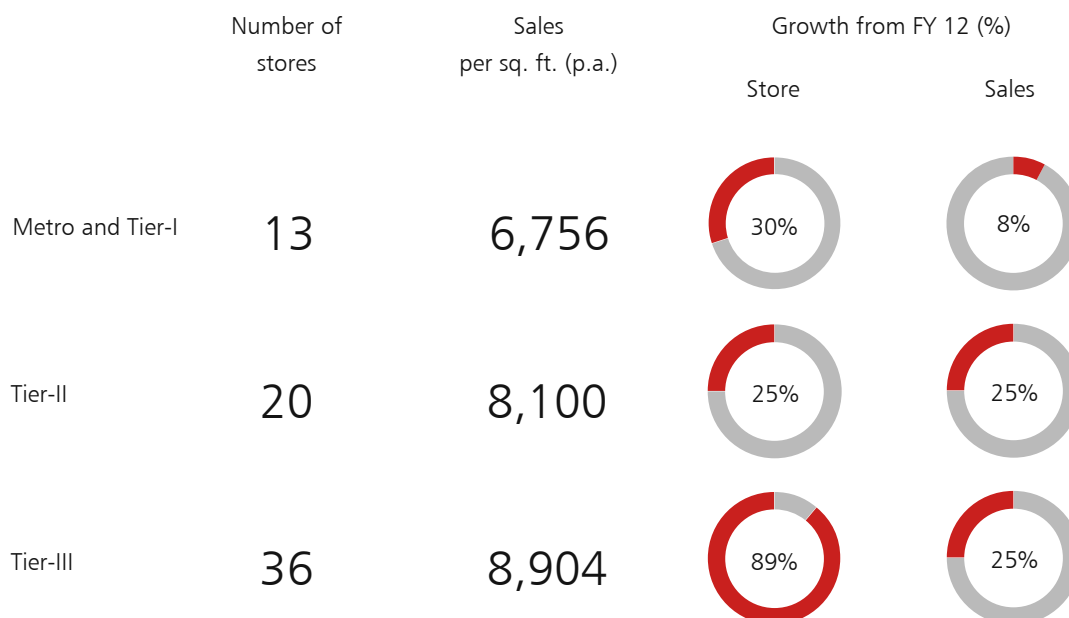 Number of stores
Sales per sq. ft. (p.a.)
Growth from FY 12 (%)
Store
Sales
Metro and Tier-I
13
6,756
30%
8%
Tier-II
20
8,100
25%
25%
Tier-III
36
8,904
89%
25%